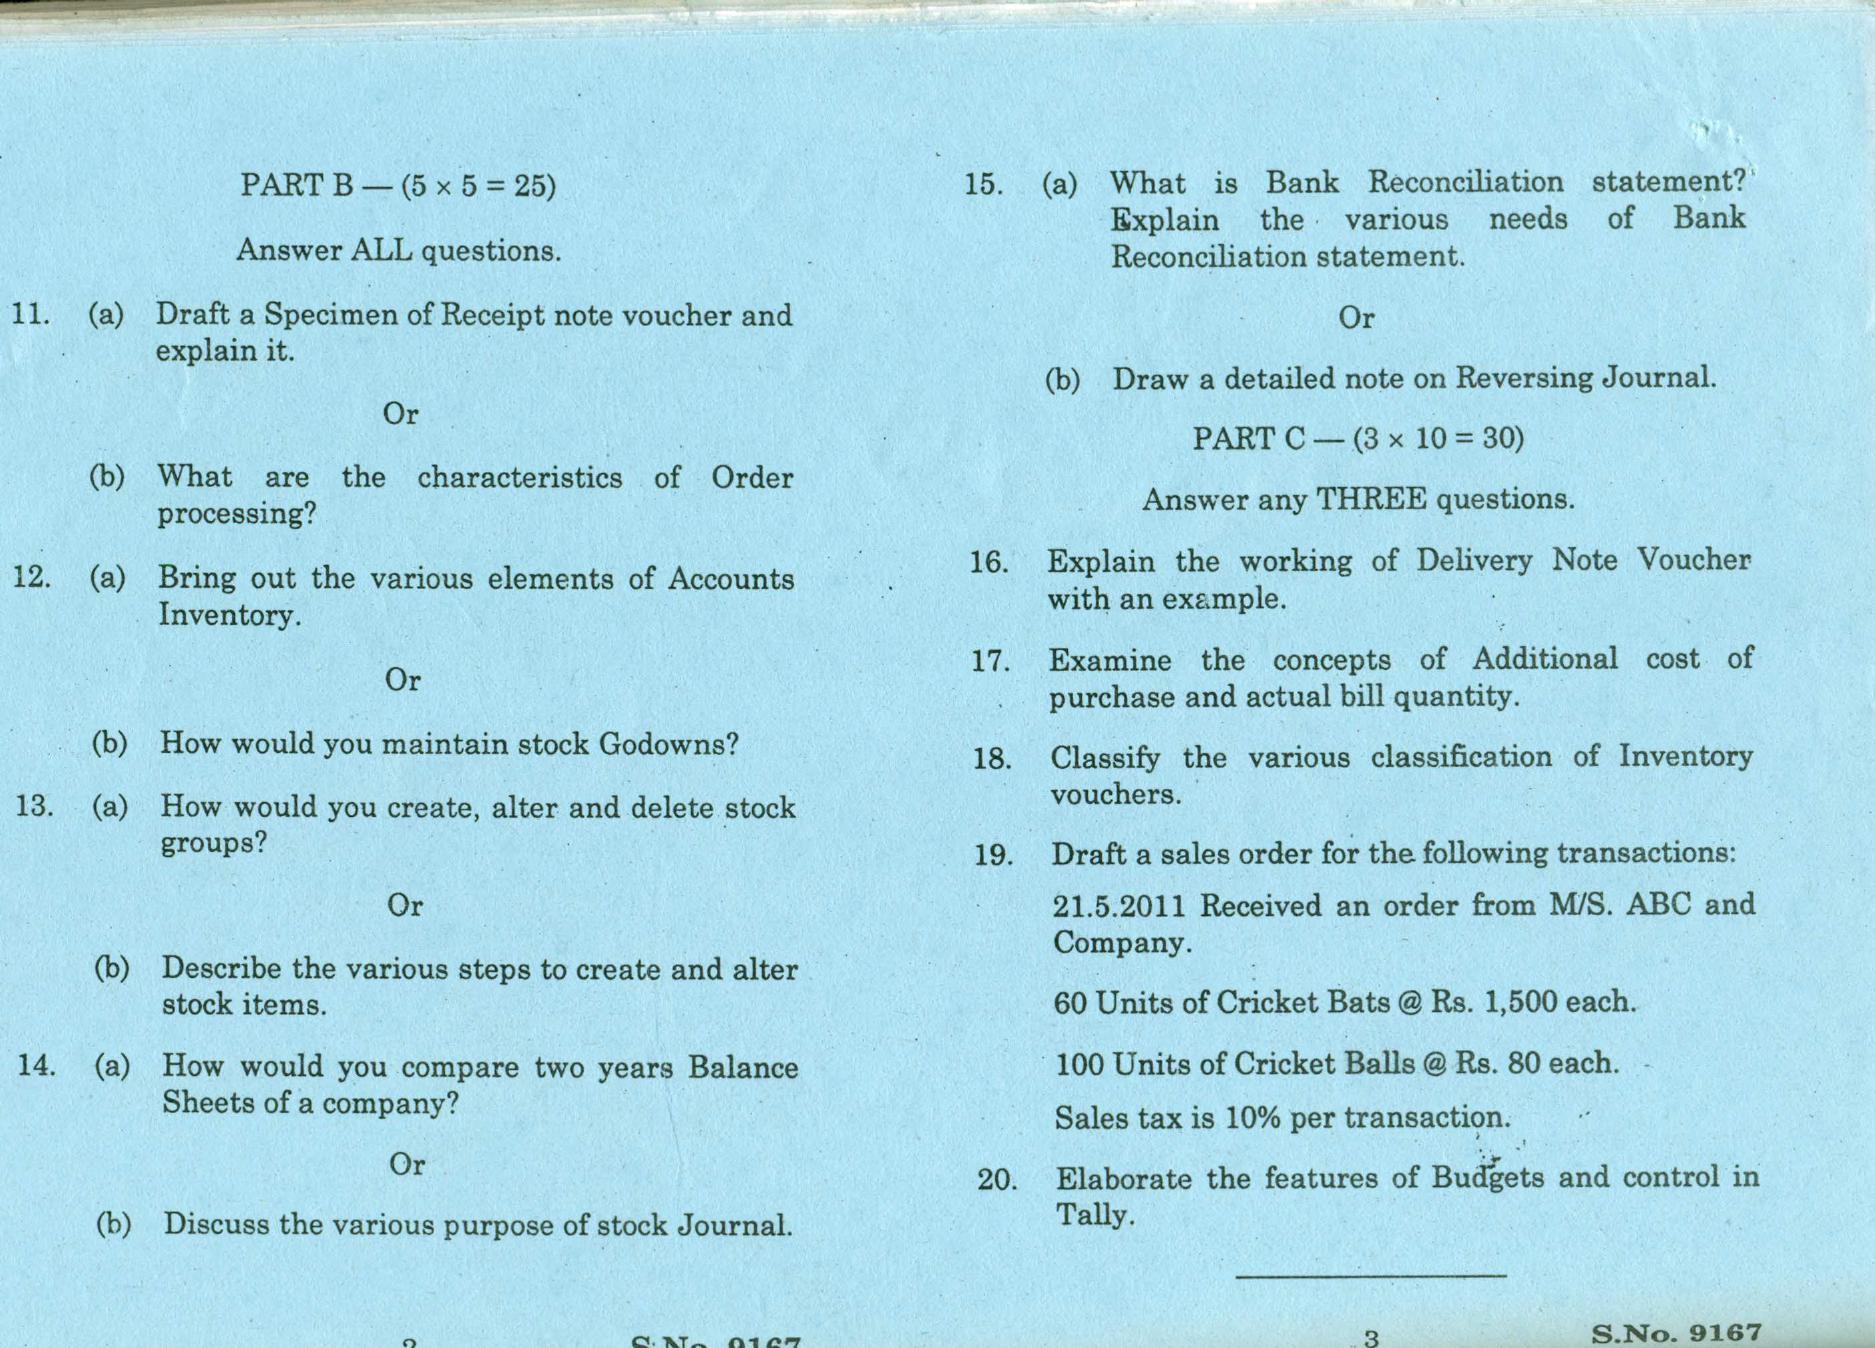 PART B — (5 × 5 = 25)
Answer ALL questions.
11. (a) Draft a Specimen of Receipt note voucher and
explain it.
Or
(b) What are the characteristics of Order
processing?
12. (a) Bring out the various elements of Accounts
Inventory.
Or
(b) How would you maintain stock Godowns?
13. (a) How would you create, alter and delete stock
groups?
Or
(b) Describe the various steps to create and alter
stock items.
14. (a) How would you compare two years Balance
Sheets of a company?
Or
(b) Discuss the various purpose of stock Journal.
2 S.No. 9167
15. (a) What is Bank Reconciliation statement?
Explain the various needs of Bank
Reconciliation statement.
Or
(b) Draw a detailed note on Reversing Journal.
PART C — (3 × 10 = 30)
Answer any THREE questions.
16. Explain the working of Delivery Note Voucher
with an example.
17. Examine the concepts of Additional cost of
purchase and actual bill quantity.
18. Classify the various classification of Inventory
vouchers.
19. Draft a sales order for the following transactions:
21.5.2011 Received an order from M/S. ABC and
Company.
60 Units of Cricket Bats @ Rs. 1,500 each.
100 Units of Cricket Balls @ Rs. 80 each.
Sales tax is 10% per transaction.
20. Elaborate the features of Budgets and control in
Tally.
3 S.No. 9167